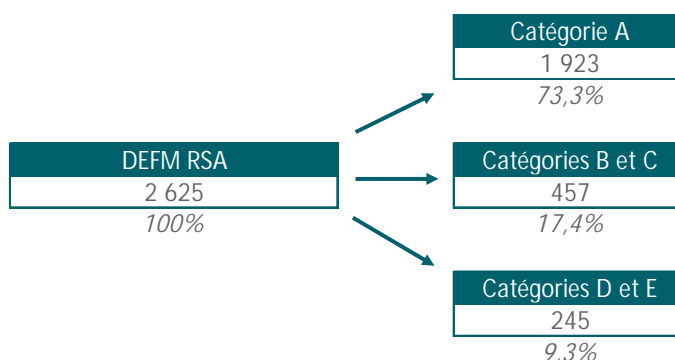 Catégorie A
1 923
73,3%
DEFM RSA
2 625
100%
Catégories B et C
457
17,4%
Catégories D et E
245
9,3%